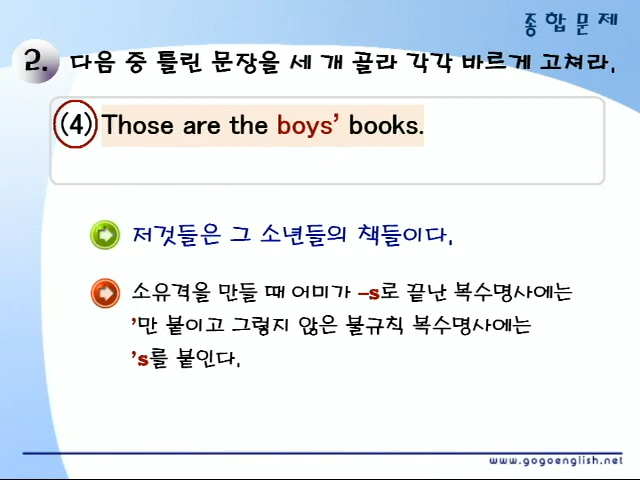 종합문제
2. 다음 중 틀린 문장을 세 개 골라 각각 바르게 고쳐라.
(4) Those are the boys’ books.
저것들은 그 소년들의 책들이다.
소유격을 만들 때 어미가 –s로 끝난 복수명사에는
’만 붙이고 그렇지 않은 불규칙 복수명사에는
’s를 붙인다.
www.gogoenglish.net